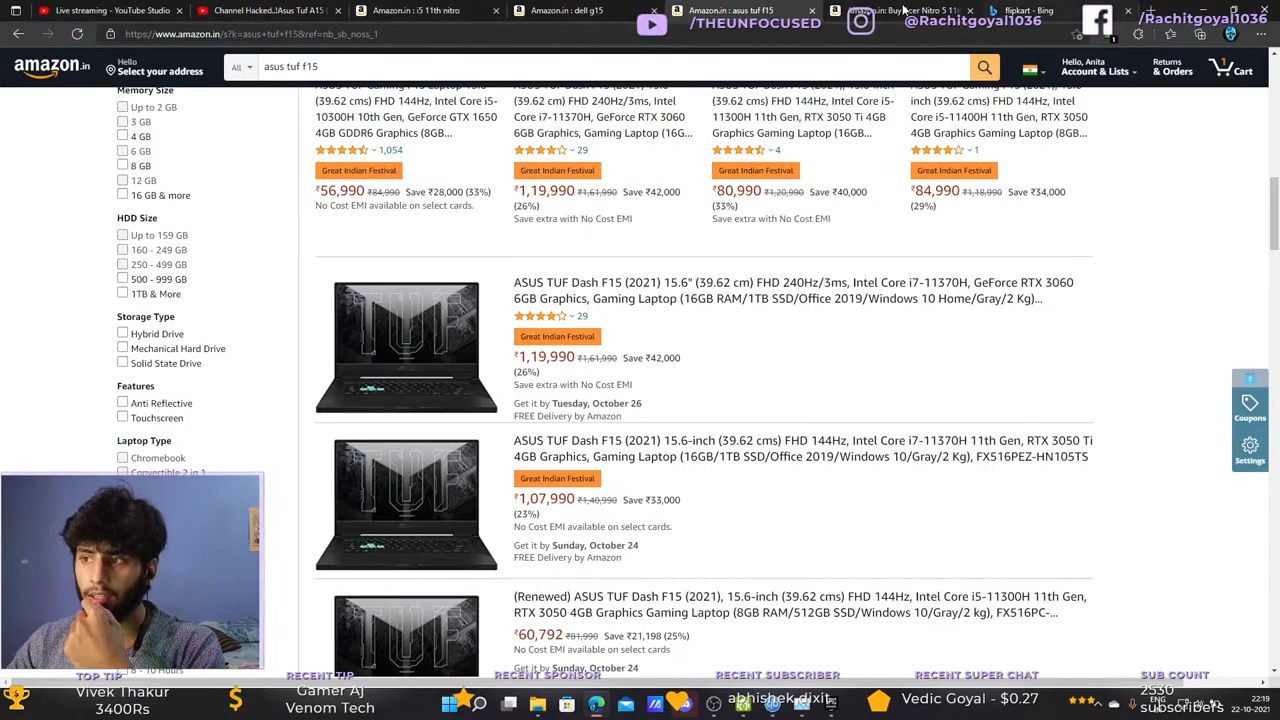 YouTube Studio
Channel Hacked..!Asus Tuf A15 |
Amazon.in : i5 11th nitro
Amazon.in : dell g15
Amazon.in : asus tuf f15
Amazon.in: Buy Acer Nitro 5 11t
flipkart - Bing
/THEUNFOCUSED
@Rachitgoyal1036
/Rachitgoyal1036
https://www.amazon.in/s?k=asus+tuf+f15&ref=nb_sb_noss_1
amazon.in
Hello
Select your address
All
asus tuf f15
Hello, Anita
Account & Lists
Returns
& Orders
1
Cart
Memory Size
Up to 2 GB
3 GB
4 GB
6 GB
8 GB
12 GB
16 GB & more
HDD Size
Up to 159 GB
160 - 249 GB
250 - 499 GB
500 - 999 GB
1TB & More
Storage Type
Hybrid Drive
Mechanical Hard Drive
Solid State Drive
Features
Anti Reflective
Touchscreen
Laptop Type
Chromebook
Convertible 2 in 1
(39.62 cms) FHD 144Hz, Intel Core i5-
10300H 10th Gen, GeForce GTX 1650
4GB GDDR6 Graphics (8GB...
1,054
Great Indian Festival
₹56,990 ₹84,990 Save ₹28,000 (33%)
No Cost EMI available on select cards.
(39.62 cm) FHD 240Hz/3ms, Intel
Core i7-11370H, GeForce RTX 3060
6GB Graphics, Gaming Laptop (16G...
29
Great Indian Festival
₹1,19,990 ₹1,61,990 Save ₹42,000
(26%)
Save extra with No Cost EMI
inch (39.62 cms) FHD 144Hz, Intel Core i5-
11300H 11th Gen, RTX 3050 Ti 4GB
Graphics Gaming Laptop (16GB...
4
Great Indian Festival
₹80,990 ₹1,20,990 Save ₹40,000
(33%)
Save extra with No Cost EMI
inch (39.62 cms) FHD 144Hz, Intel
Core i5-11400H 11th Gen, RTX 3050
4GB Graphics Gaming Laptop (8GB...
1
Great Indian Festival
₹84,990 ₹1,18,990 Save ₹34,000
(29%)
TUF
ASUS TUF Dash F15 (2021) 15.6" (39.62 cm) FHD 240Hz/3ms, Intel Core i7-11370H, GeForce RTX 3060
6GB Graphics, Gaming Laptop (16GB RAM/1TB SSD/Office 2019/Windows 10 Home/Gray/2 Kg)...
29
Great Indian Festival
₹1,19,990 ₹1,61,990 Save ₹42,000
(26%)
Save extra with No Cost EMI
Get it by Tuesday, October 26
FREE Delivery by Amazon
TUF
ASUS TUF Dash F15 (2021) 15.6-inch (39.62 cms) FHD 144Hz, Intel Core i7-11370H 11th Gen, RTX 3050 Ti
4GB Graphics, Gaming Laptop (16GB/1TB SSD/Office 2019/Windows 10/Gray/2 Kg), FX516PEZ-HN105TS
Great Indian Festival
₹1,07,990 ₹1,40,990 Save ₹33,000
(23%)
No Cost EMI available on select cards.
Get it by Sunday, October 24
FREE Delivery by Amazon
TUF
(Renewed) ASUS TUF Dash F15 (2021), 15.6-inch (39.62 cms) FHD 144Hz, Intel Core i5-11300H 11th Gen,
RTX 3050 4GB Graphics Gaming Laptop (8GB RAM/512GB SSD/Windows 10/Gray/2 kg), FX516PC-...
₹60,792 ₹81,990 Save ₹21,198 (25%)
No Cost EMI available on select cards
Get it by Sunday, October 24
Coupons
Settings
TOP TIP
Vivek Thakur
3400Rs
RECENT TIP
Gamer Aj
Venom Tech
RECENT SPONSOR
RECENT SUBSCRIBER
abhishek dixit
RECENT SUPER CHAT
Vedic Goyal - $0.27
SUB COUNT
2530
subscribers
ENG
22:19
22-10-2021